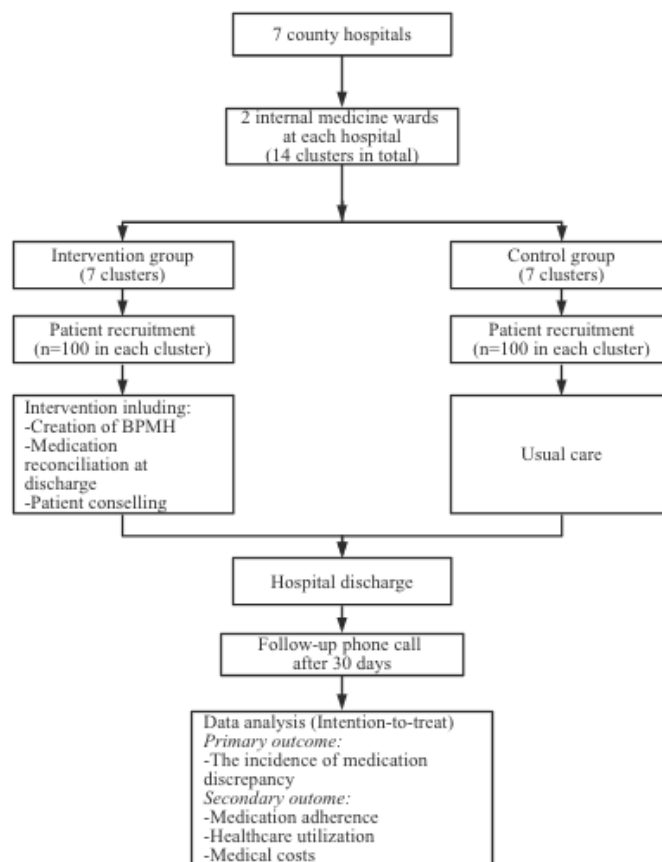 7 county hospitals
2 internal medicine wards
at each hospital
(14 clusters in total)
Intervention group
(7 clusters)
Control group
(7 clusters)
Patient recruitment
(n=100 in each cluster)
Patient recruitment
(n=100 in each cluster)
Intervention inluding:
-Creation of BPMH
-Medication
reconciliation at
discharge
-Patient conselling
Usual care
Hospital discharge
Follow-up phone call
after 30 days
Data analysis (Intention-to-treat)
Primary outcome:
-The incidence of medication
discrepancy
Secondary outome:
-Medication adherence
-Healthcare utilization
-Medical costs